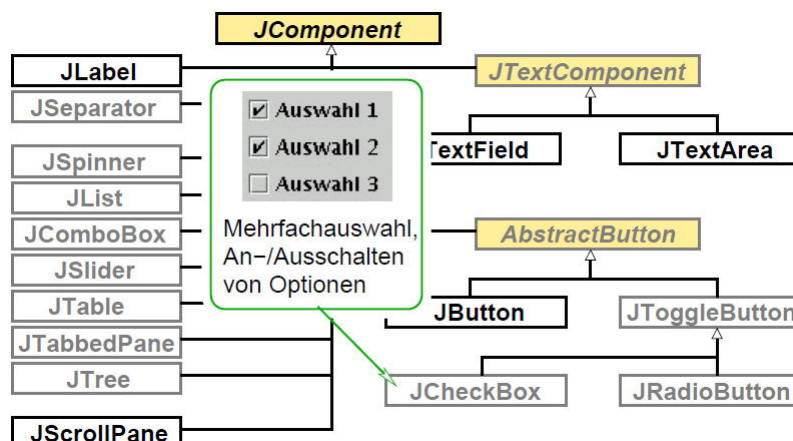 JComponent
JLabel
JTextComponent
JSeparator
Auswahl 1
Auswahl 2
Auswahl 3
TextField
JTextArea
JSpinner
JList
JComboBox
Mehrfachauswahl,
An−/Ausschalten
von Optionen
AbstractButton
JSlider
JTable
JButton
JToggleButton
JTabbedPane
JTree
JCheckBox
JRadioButton
JScrollPane